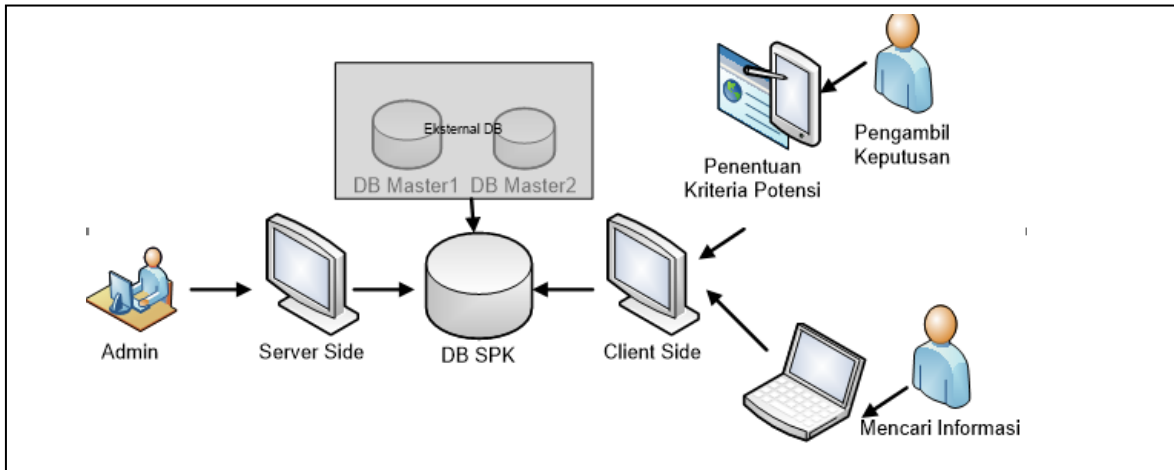 Eksternal DB
DB Master1
DB Master2
Penentuan
Kriteria Potensi
Pengambil
Keputusan
Admin
Server Side
DB SPK
Client Side
Mencari Informasi